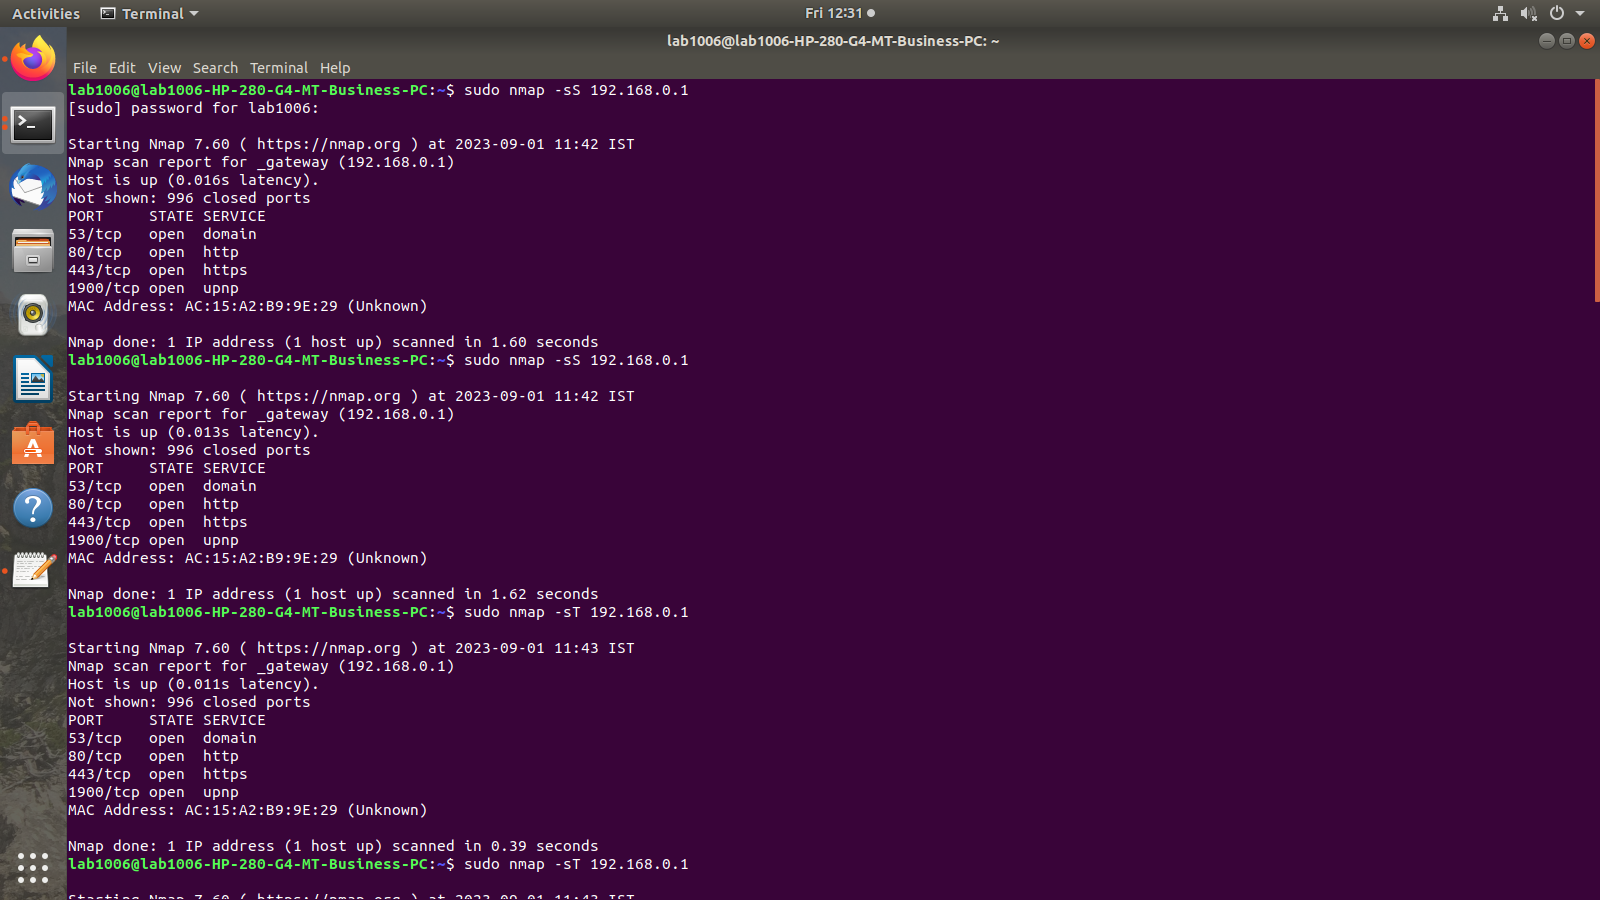 Activities Terminal Fri 12:31
lab1006@lab1006-HP-280-G4-MT-Business-PC: ~
File Edit View Search Terminal Help
lab1006@lab1006-HP-280-G4-MT-Business-PC:~$ sudo nmap -sS 192.168.0.1
[sudo] password for lab1006:
Starting Nmap 7.60 ( https://nmap.org ) at 2023-09-01 11:42 IST
Nmap scan report for _gateway (192.168.0.1)
Host is up (0.016s latency).
Not shown: 996 closed ports
PORT     STATE SERVICE
53/tcp   open  domain
80/tcp   open  http
443/tcp  open  https
1900/tcp open  upnp
MAC Address: AC:15:A2:B9:9E:29 (Unknown)
Nmap done: 1 IP address (1 host up) scanned in 1.60 seconds
lab1006@lab1006-HP-280-G4-MT-Business-PC:~$ sudo nmap -sS 192.168.0.1
Starting Nmap 7.60 ( https://nmap.org ) at 2023-09-01 11:42 IST
Nmap scan report for _gateway (192.168.0.1)
Host is up (0.013s latency).
Not shown: 996 closed ports
PORT     STATE SERVICE
53/tcp   open  domain
80/tcp   open  http
443/tcp  open  https
1900/tcp open  upnp
MAC Address: AC:15:A2:B9:9E:29 (Unknown)
Nmap done: 1 IP address (1 host up) scanned in 1.62 seconds
lab1006@lab1006-HP-280-G4-MT-Business-PC:~$ sudo nmap -sT 192.168.0.1
Starting Nmap 7.60 ( https://nmap.org ) at 2023-09-01 11:43 IST
Nmap scan report for _gateway (192.168.0.1)
Host is up (0.011s latency).
Not shown: 996 closed ports
PORT     STATE SERVICE
53/tcp   open  domain
80/tcp   open  http
443/tcp  open  https
1900/tcp open  upnp
MAC Address: AC:15:A2:B9:9E:29 (Unknown)
Nmap done: 1 IP address (1 host up) scanned in 0.39 seconds
lab1006@lab1006-HP-280-G4-MT-Business-PC:~$ sudo nmap -sT 192.168.0.1
Starting Nmap 7.60 ( https://nmap.org ) at 2023-09-01 11:43 IST